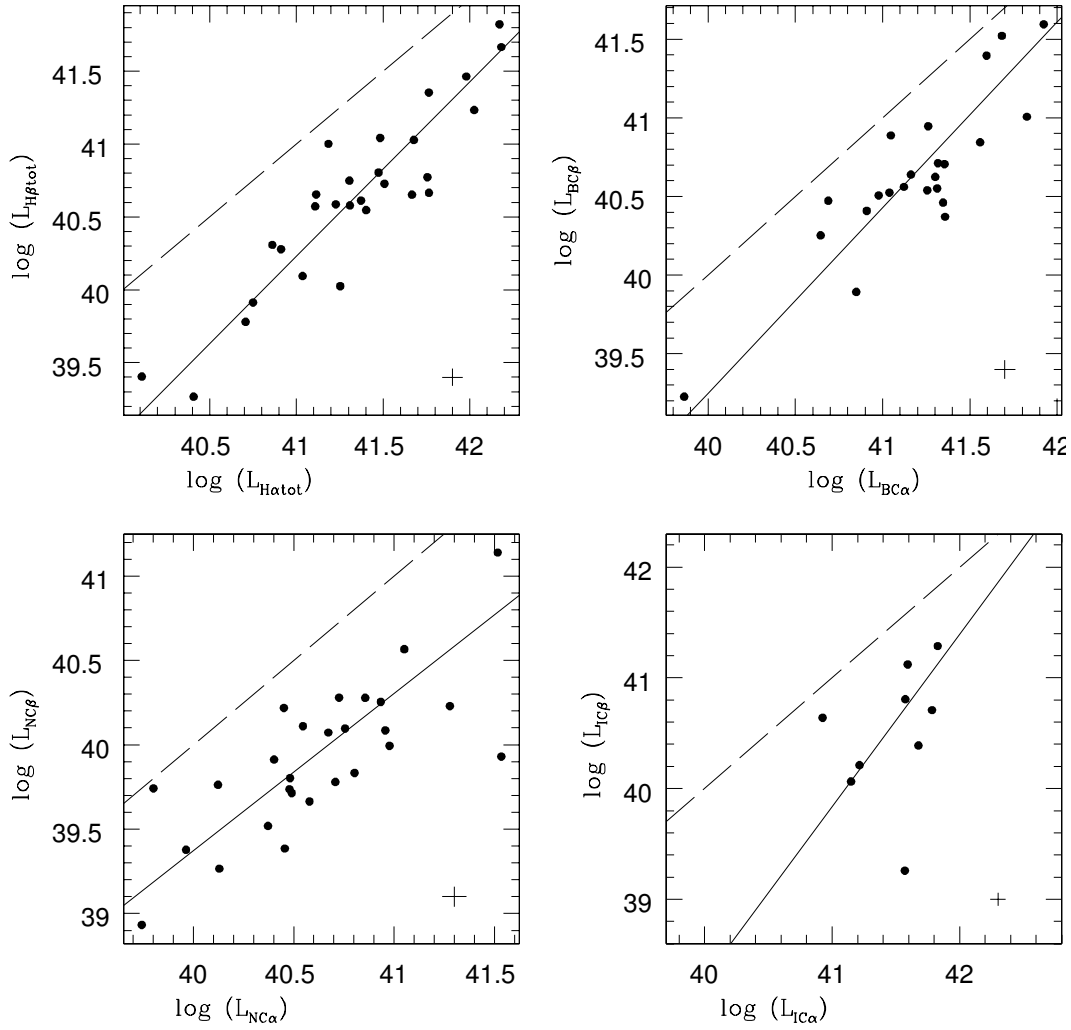 41.5
41
40.5
40
39.5
log (L_Hβtot)
40.5 41 41.5 42
log (L_Hαtot)
41.5
41
40.5
40
39.5
log (L_BCβ)
40 40.5 41 41.5 42
log (L_BCα)
41
40.5
40
39.5
39
log (L_NCβ)
40 40.5 41 41.5
log (L_NCα)
42
41
40
39
log (L_ICβ)
40 41 42
log (L_ICα)